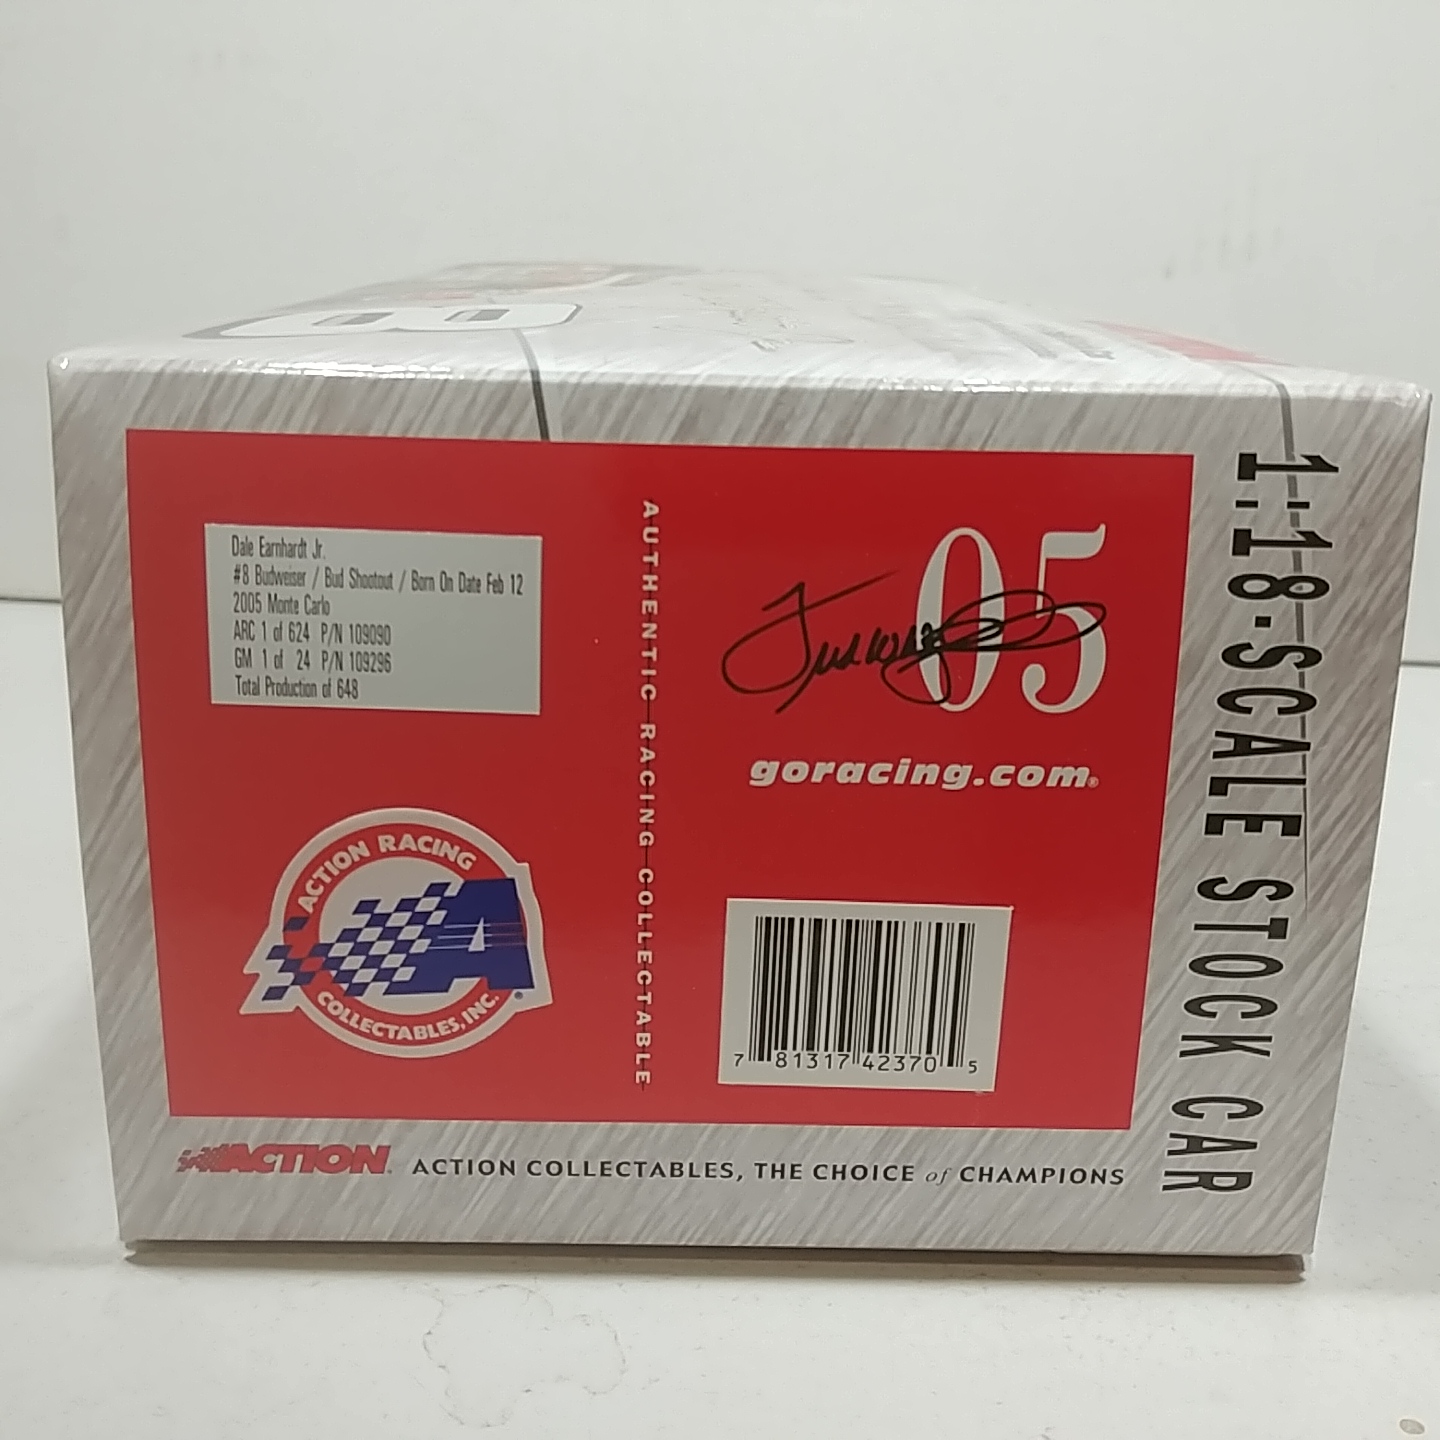 8
Dale Earnhardt Jr.
#8 Budweiser / Bud Shootout / Born On Date Feb 12
2005 Monte Carlo
ARC 1 of 624 P/N 109090
GM 1 of 24 P/N 109296
Total Production of 648
ACTION RACING
COLLECTABLES, INC.
AUTHENTIC RACING COLLECTABLE
05
goracing.com®
7 81317 42370 5
1:18-SCALE STOCK CAR
ACTION
ACTION COLLECTABLES, THE CHOICE of CHAMPIONS